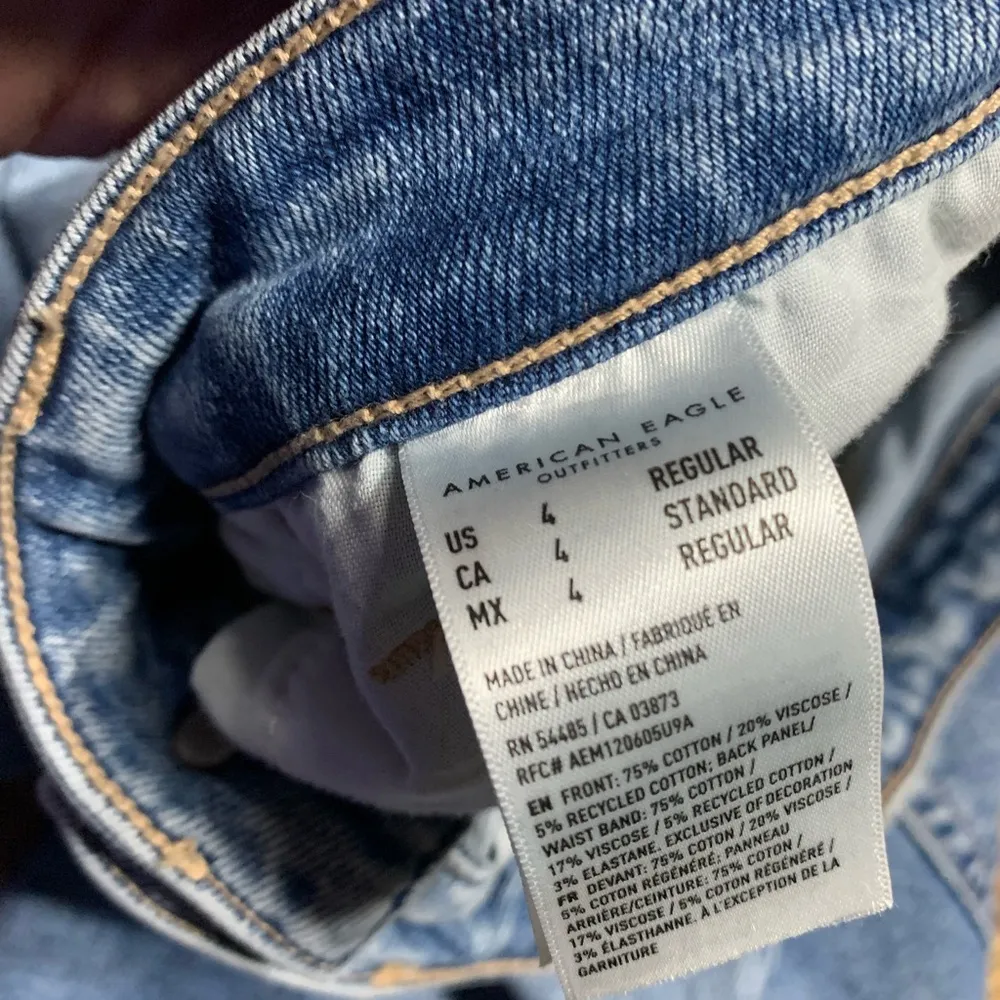 AMERICAN EAGLE
OUTFITTERS
US 4 REGULAR
CA 4 STANDARD
MX 4 REGULAR
MADE IN CHINA / FABRIQUÉ EN
CHINE / HECHO EN CHINA
RN 54485 / CA 03873
RFC# AEM120605U9A
EN FRONT: 75% COTTON / 20% VISCOSE /
5% RECYCLED COTTON; BACK PANEL/
WAIST BAND: 75% COTTON /
17% VISCOSE / 5% RECYCLED COTTON /
3% ELASTANE. EXCLUSIVE OF DECORATION
FR DEVANT: 75% COTON / 20% VISCOSE /
5% COTON RÉGÉNÉRÉ; PANNEAU
ARRIÈRE/CEINTURE: 75% COTON /
17% VISCOSE / 5% COTON RÉGÉNÉRÉ /
3% ÉLASTHANNE. À L'EXCEPTION DE LA
GARNITURE